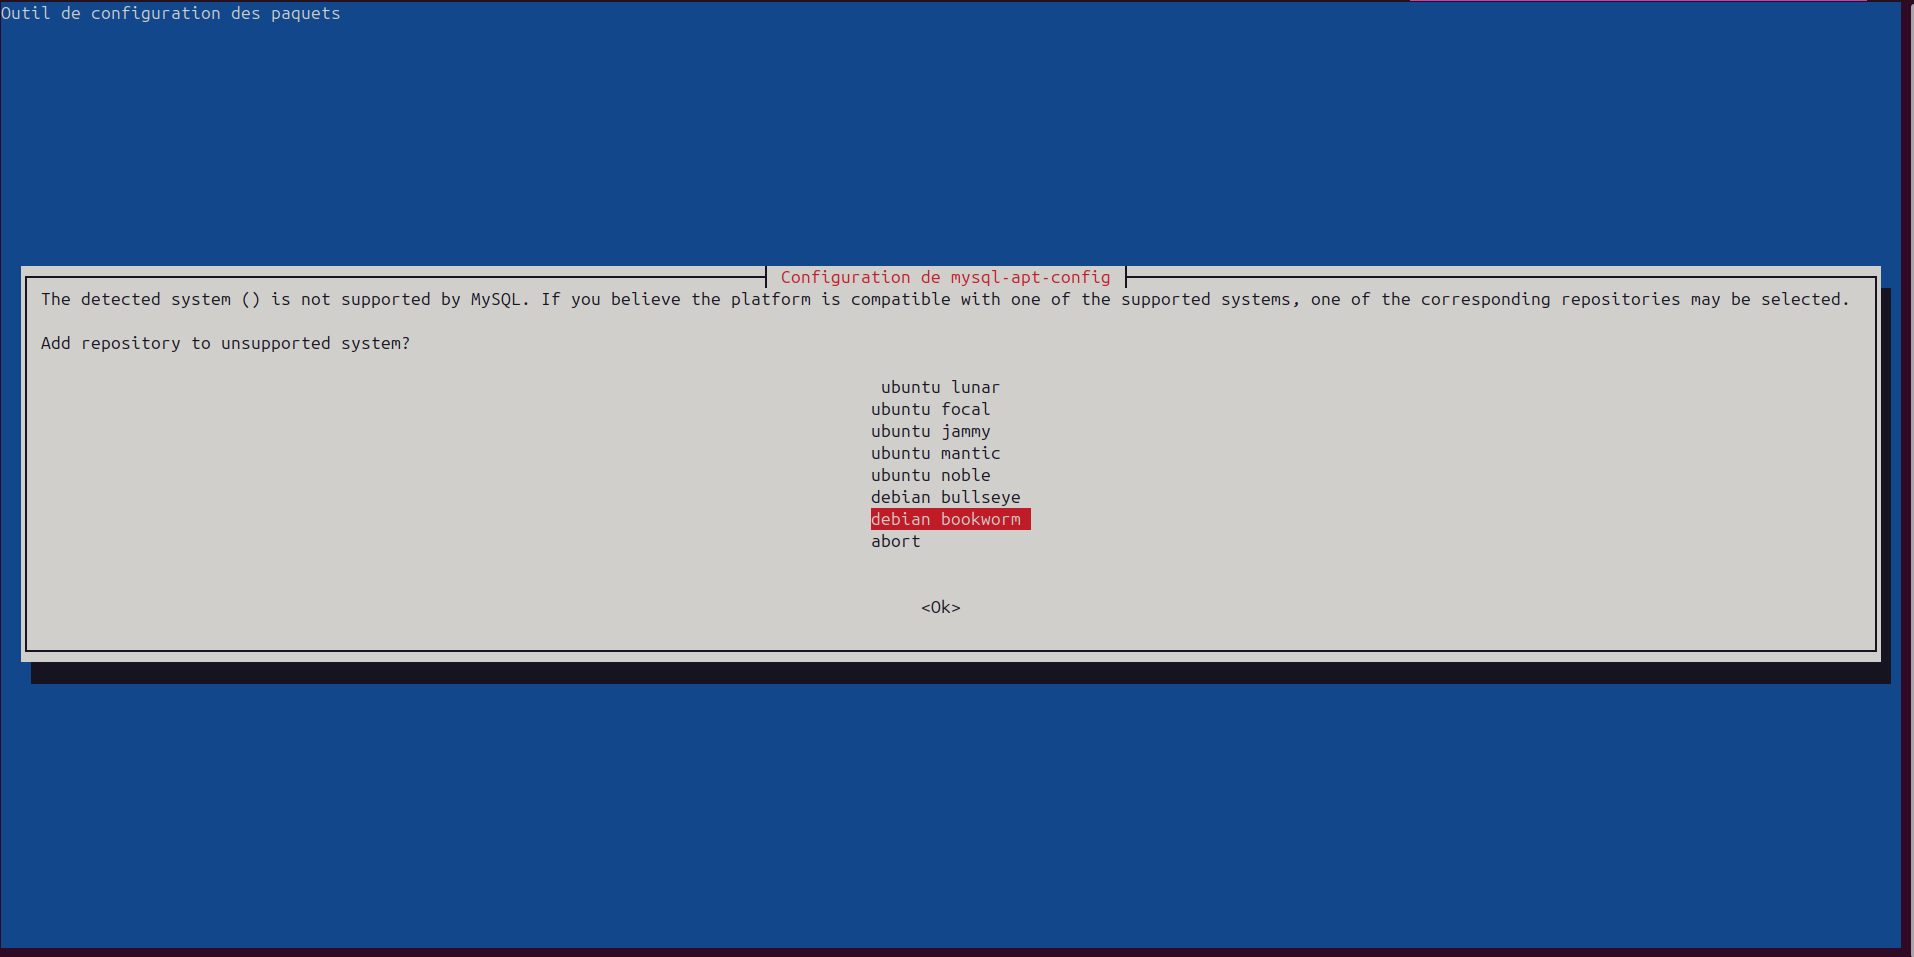 Outil de configuration des paquets
Configuration de mysql-apt-config
The detected system () is not supported by MySQL. If you believe the platform is compatible with one of the supported systems, one of the corresponding repositories may be selected.
Add repository to unsupported system?
ubuntu lunar
ubuntu focal
ubuntu jammy
ubuntu mantic
ubuntu noble
debian bullseye
debian bookworm
abort
<Ok>